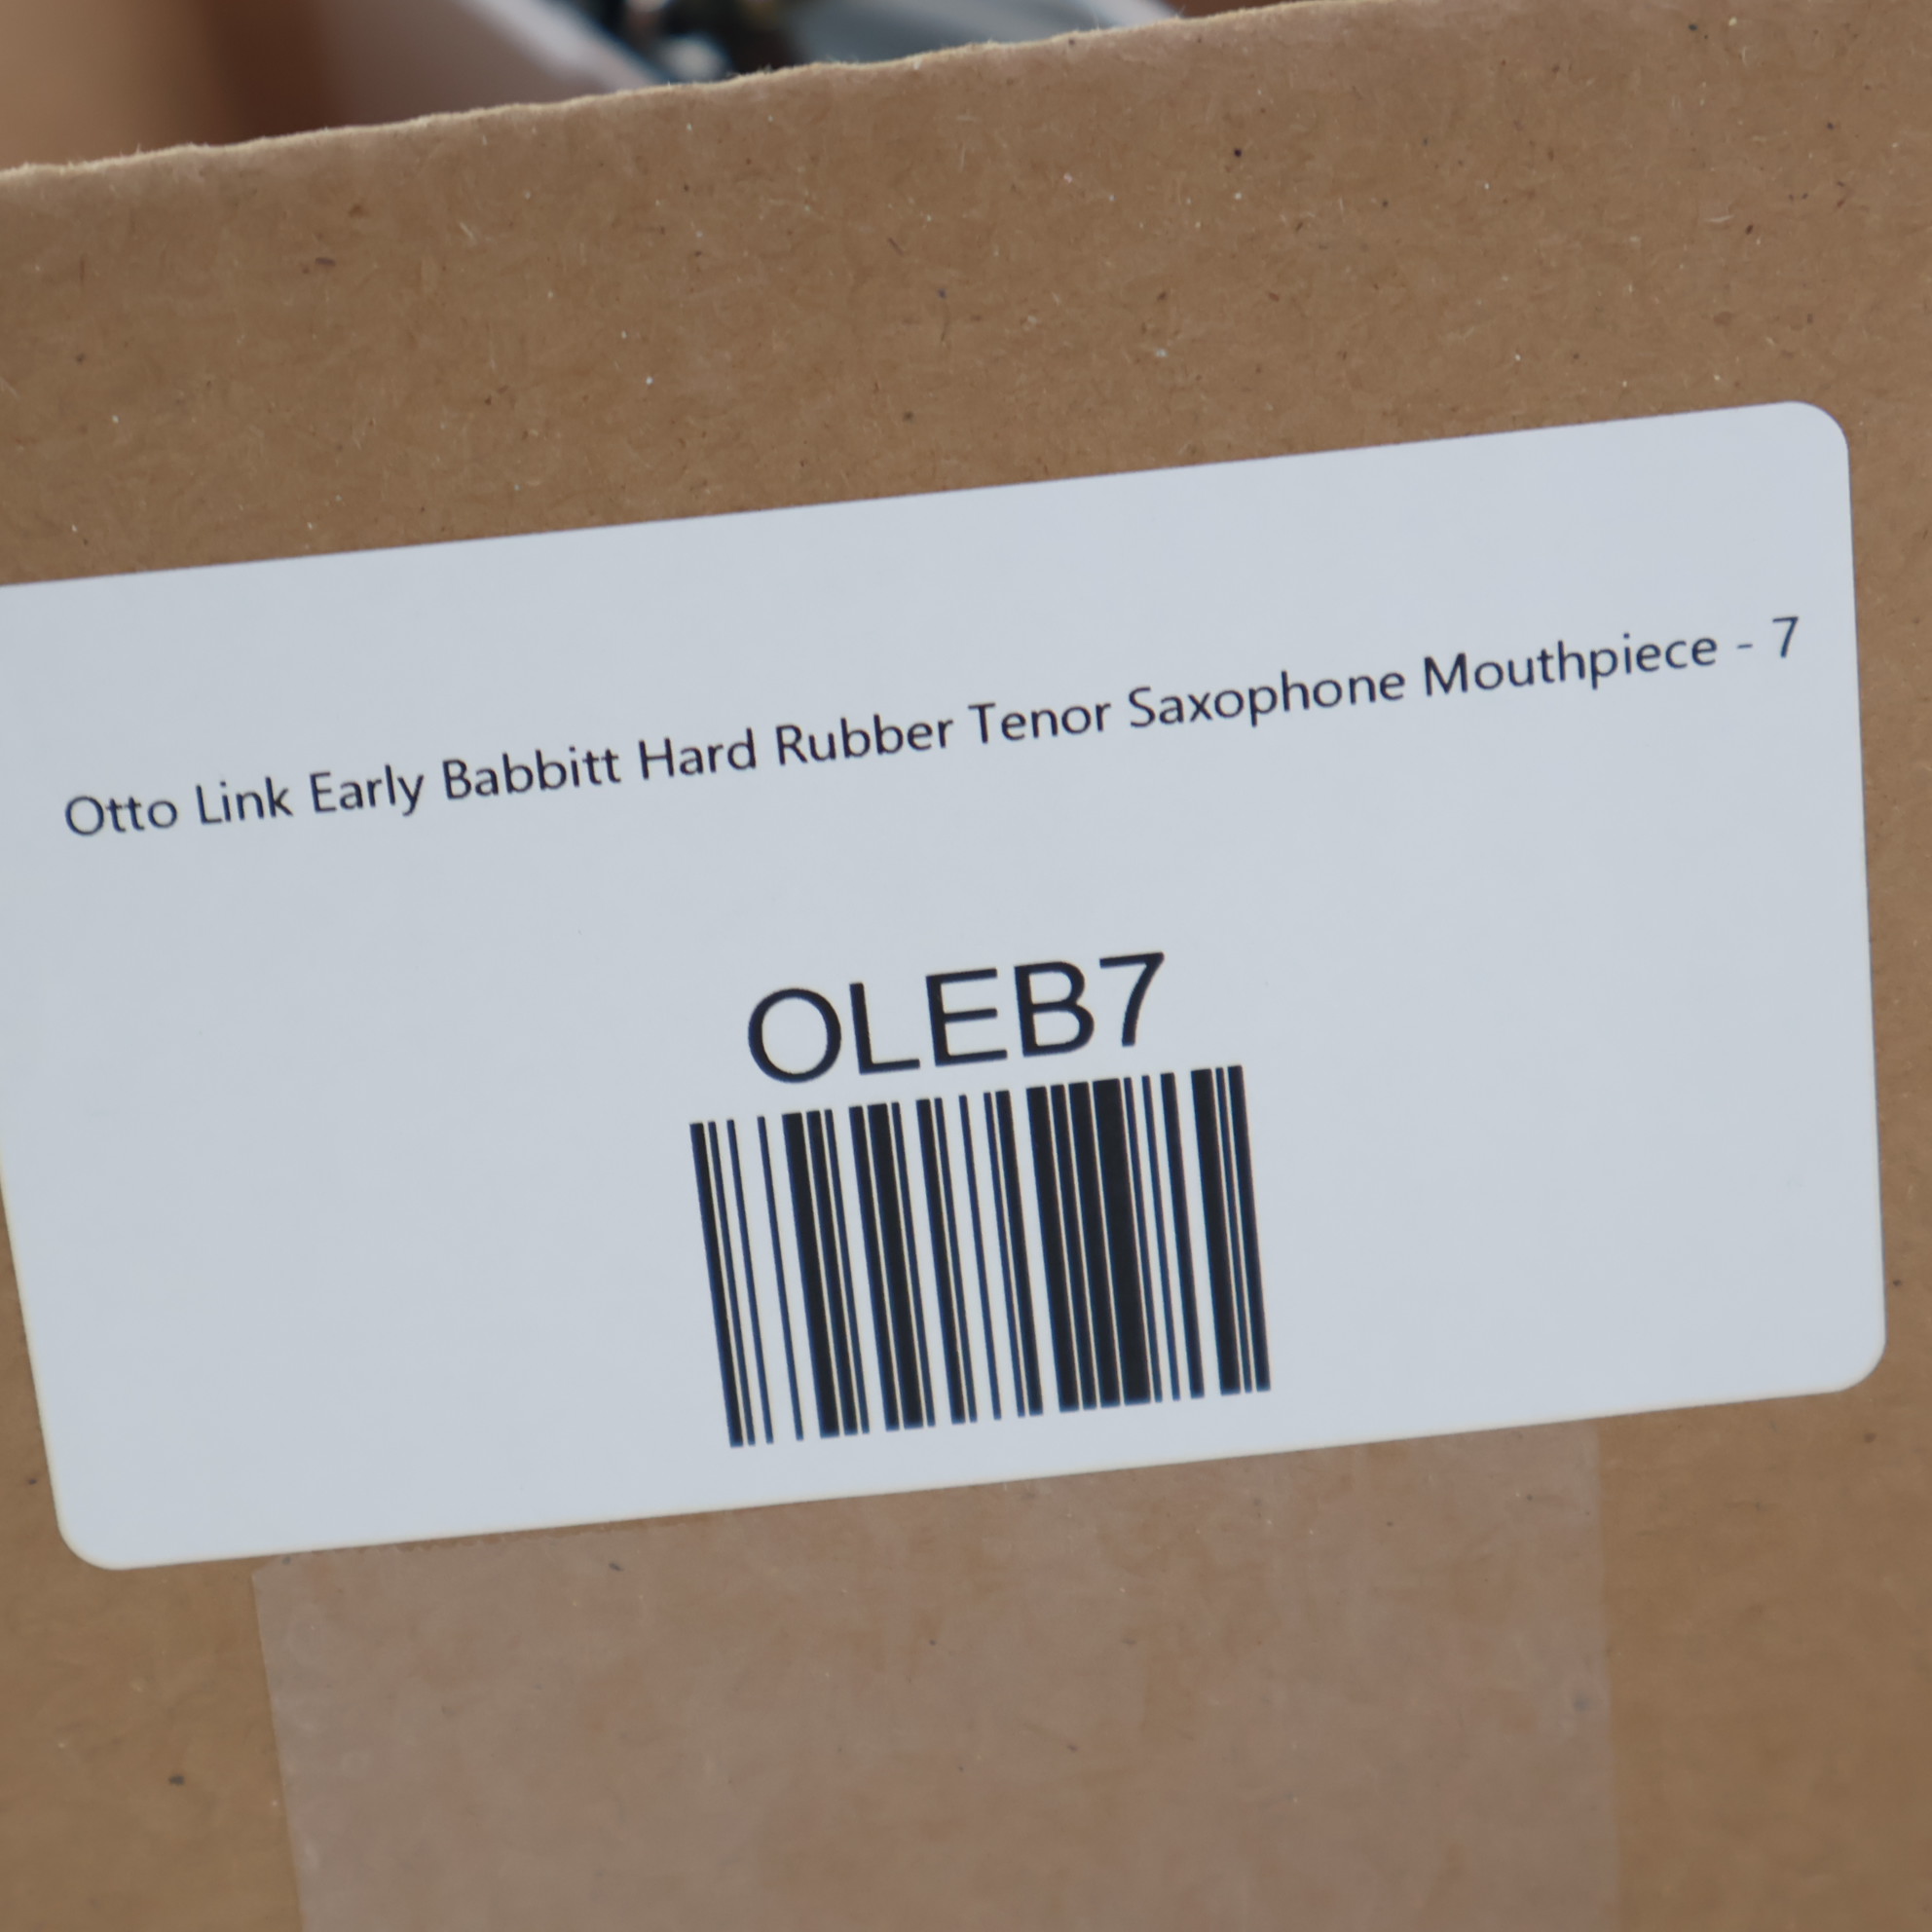 Otto Link Early Babbitt Hard Rubber Tenor Saxophone Mouthpiece - 7
OLEB7